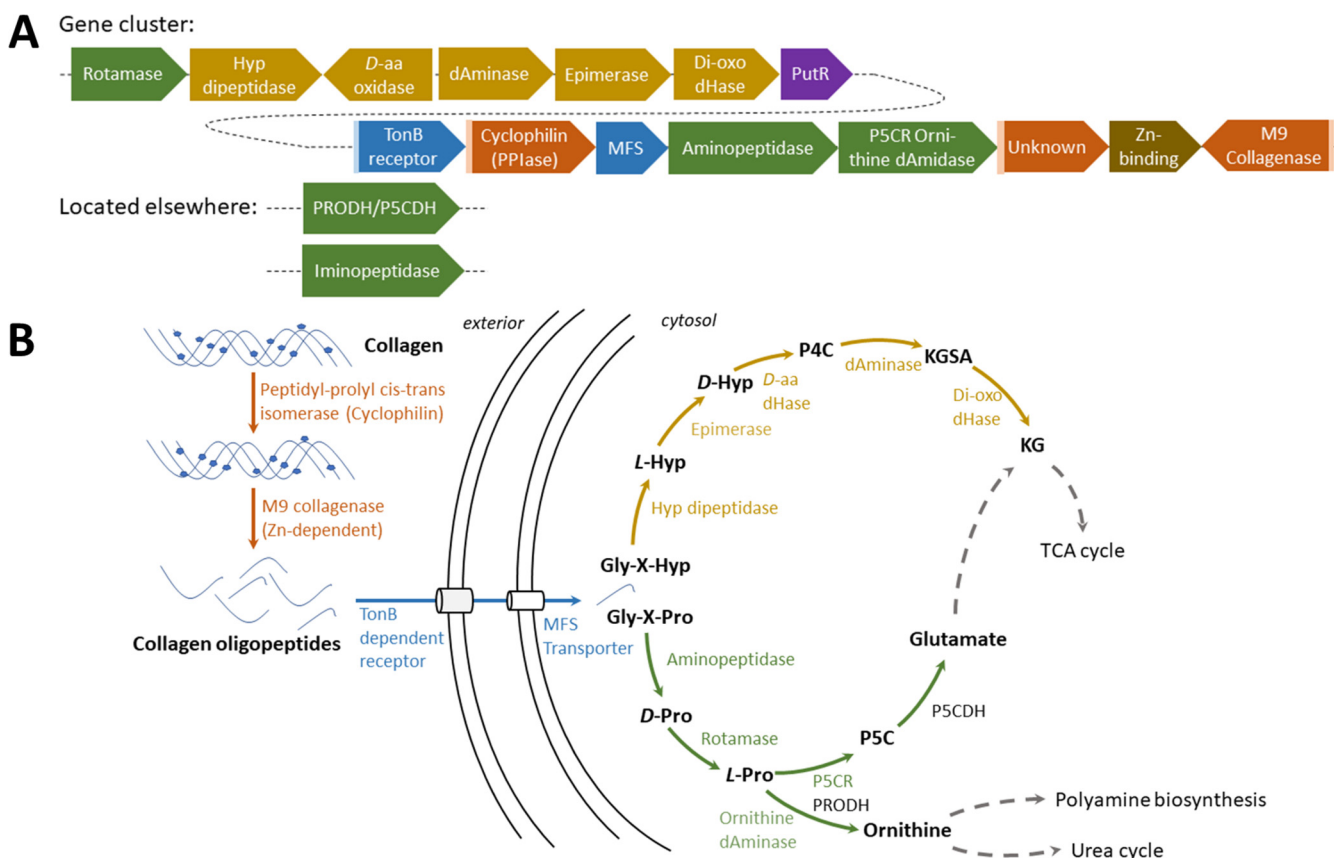 A
Gene cluster:
Rotamase
Hyp
dipeptidase
D-aa
oxidase
dAminase
Epimerase
Di-oxo
dHase
PutR
TonB
receptor
Cyclophilin
(PPIase)
MFS
Aminopeptidase
P5CR Orni-
thine dAmidase
Unknown
Zn-
binding
M9
Collagenase
Located elsewhere:
PRODH/P5CDH
Iminopeptidase
B
exterior
cytosol
Collagen
Peptidyl-prolyl cis-trans
isomerase (Cyclophilin)
M9 collagenase
(Zn-dependent)
Collagen oligopeptides
TonB
dependent
receptor
MFS
Transporter
Gly-X-Hyp
Hyp dipeptidase
L-Hyp
Epimerase
D-Hyp
D-aa
dHase
P4C
dAminase
KGSA
Di-oxo
dHase
KG
TCA cycle
Gly-X-Pro
Aminopeptidase
D-Pro
Rotamase
L-Pro
P5CR
PRODH
P5C
P5CDH
Glutamate
Ornithine
dAminase
Ornithine
Polyamine biosynthesis
Urea cycle